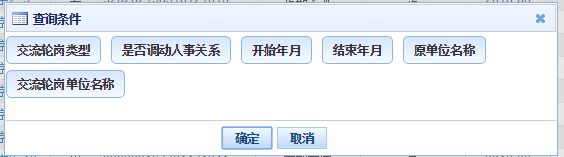 查询条件
交流轮岗类型 是否调动人事关系 开始年月 结束年月 原单位名称
交流轮岗单位名称
确定 取消